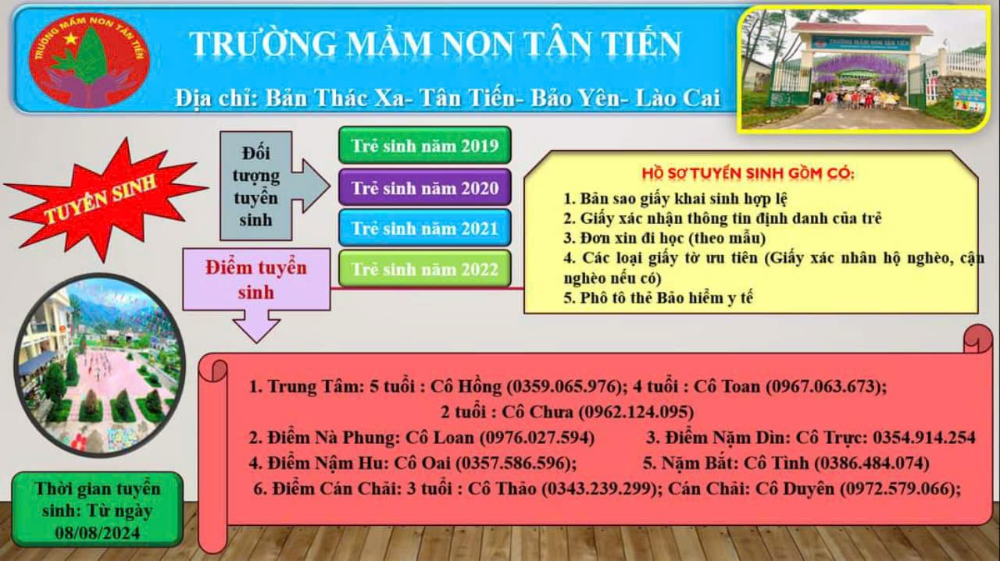 TRƯỜNG MẦM NON TÂN TIẾN
TRƯỜNG MẦM NON TÂN TIẾN
Địa chỉ: Bản Thác Xa- Tân Tiến- Bảo Yên- Lào Cai
TRƯỜNG MẦM NON TÂN TIẾN
TUYỂN SINH
Đối
tượng
tuyển
sinh
Trẻ sinh năm 2019
Trẻ sinh năm 2020
Trẻ sinh năm 2021
Trẻ sinh năm 2022
HỒ SƠ TUYỂN SINH GỒM CÓ:
1. Bản sao giấy khai sinh hợp lệ
2. Giấy xác nhận thông tin định danh của trẻ
3. Đơn xin đi học (theo mẫu)
4. Các loại giấy tờ ưu tiên (Giấy xác nhân hộ nghèo, cận
nghèo nếu có)
5. Phô tô thẻ Bảo hiểm y tế
Điểm tuyển
sinh
1. Trung Tâm: 5 tuổi : Cô Hồng (0359.065.976); 4 tuổi : Cô Toan (0967.063.673);
2 tuổi : Cô Chưa (0962.124.095)
2. Điểm Nà Phung: Cô Loan (0976.027.594) 3. Điểm Nặm Dìn: Cô Trực: 0354.914.254
4. Điểm Nậm Hu: Cô Oai (0357.586.596); 5. Nặm Bắt: Cô Tình (0386.484.074)
6. Điểm Cán Chải: 3 tuổi : Cô Thảo (0343.239.299); Cán Chải: Cô Duyên (0972.579.066);
Thời gian tuyển
sinh: Từ ngày
08/08/2024